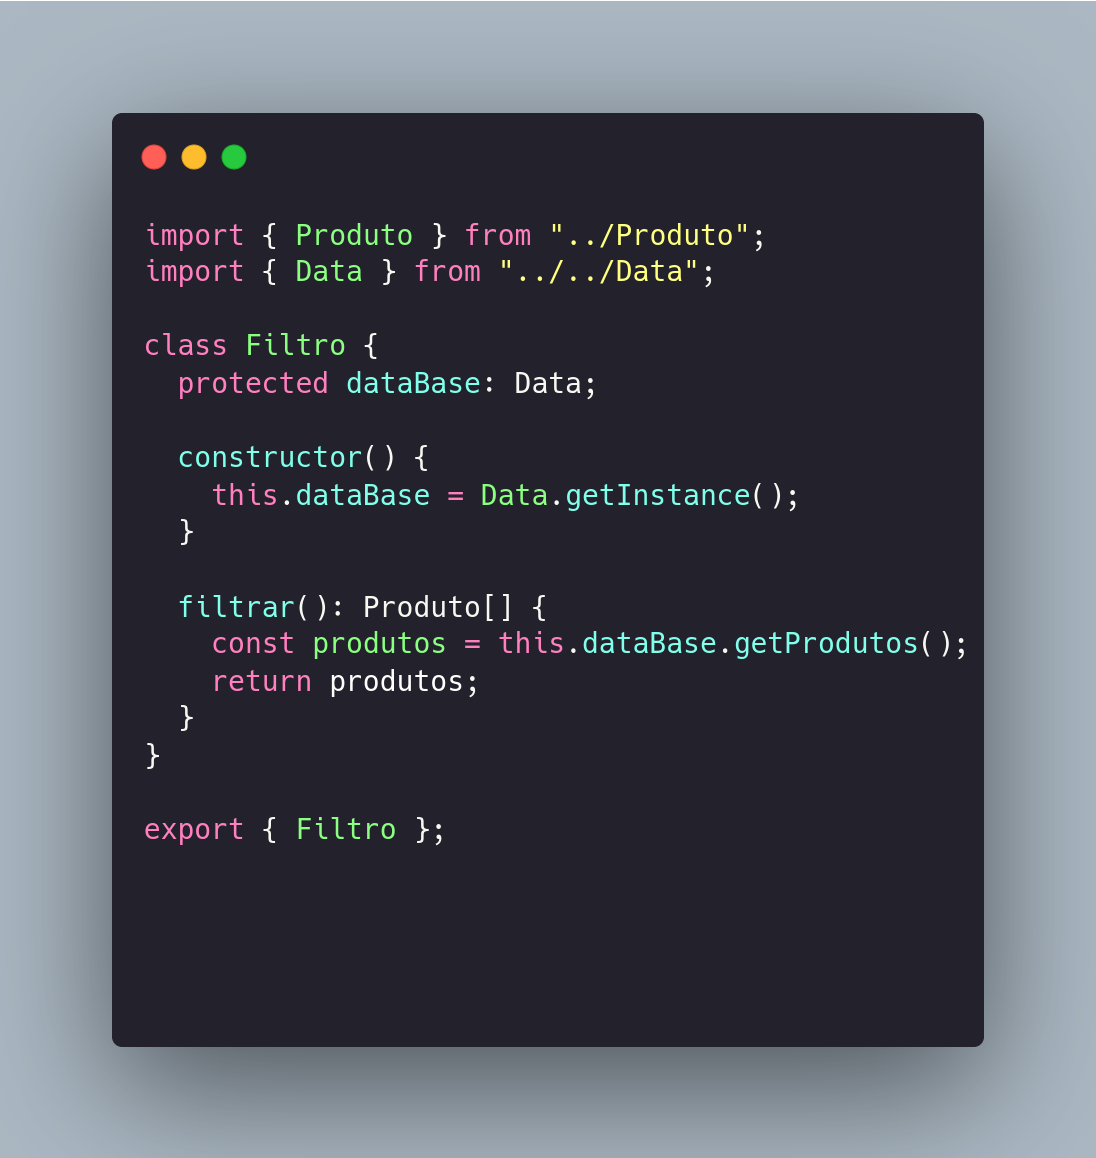 import { Produto } from "../Produto";
import { Data } from "../../Data";

class Filtro {
  protected dataBase: Data;

  constructor() {
    this.dataBase = Data.getInstance();
  }

  filtrar(): Produto[] {
    const produtos = this.dataBase.getProdutos();
    return produtos;
  }
}

export { Filtro };